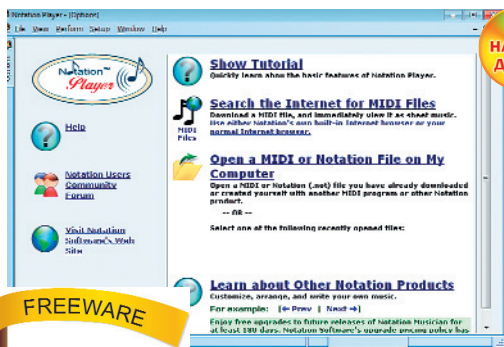 Notation Player - [Options]
File View Perform Setup Window Help
Notation™
Player
Help
Notation Users
Community
Forum
Visit Notation
Software's Web
Site
Show Tutorial
Quickly learn about the basic features of Notation Player.
Search the Internet for MIDI Files
Download a MIDI file, and immediately view it as sheet music.
Use either Notation's own built-in Internet browser or your
normal Internet browser.
MIDI
Files
Open a MIDI or Notation File on My
Computer
Open a MIDI or Notation (.not) file you have already downloaded
or created yourself with another MIDI program or other Notation
product.
-- OR --
Select one of the following recently opened files:
Learn about Other Notation Products
Customize, arrange, and write your own music.
For example: [← Prev | Next →]
Enjoy free upgrades to future releases of Notation Musician for
at least 180 days. Notation Software's upgrade pricing policy has
FREEWARE